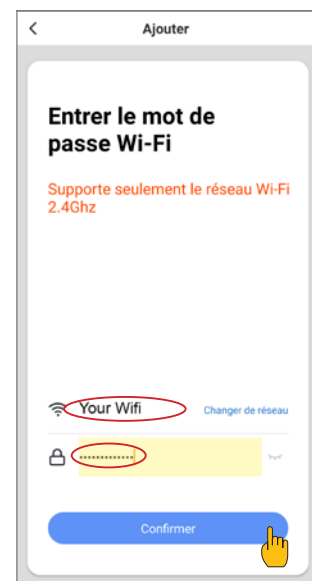 Ajouter
Entrer le mot de
passe Wi-Fi
Supporte seulement le réseau Wi-Fi
2.4Ghz
Your Wifi
Changer de réseau
•••••••••••••
Confirmer